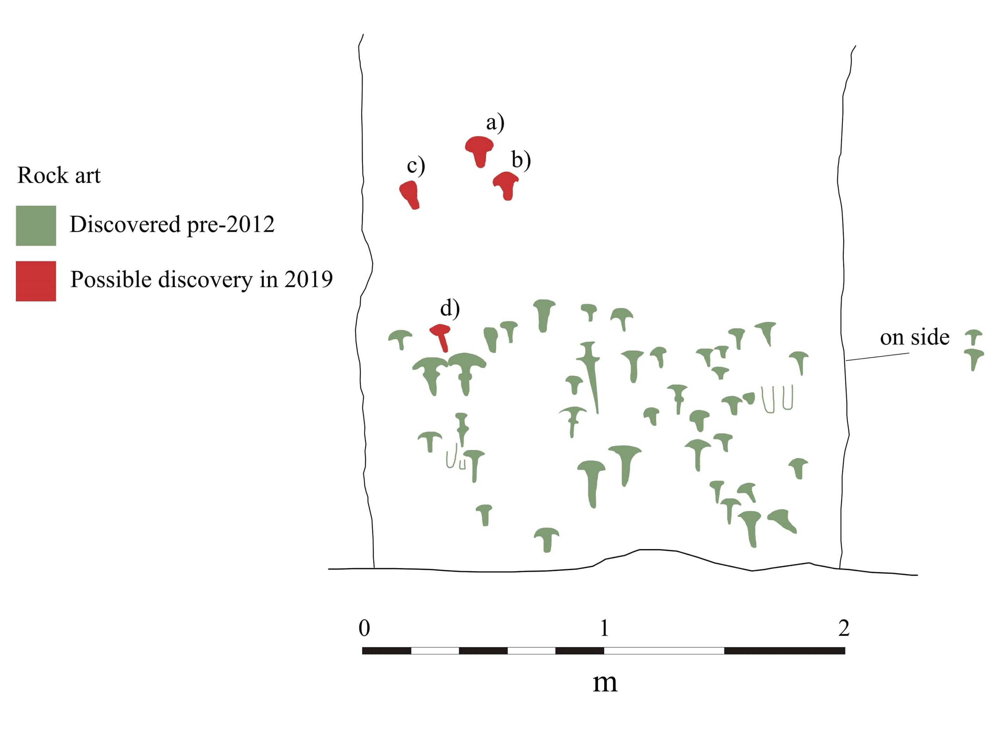 a)
b)
c)
Rock art
Discovered pre-2012
Possible discovery in 2019
d)
on side
0 1 2
m